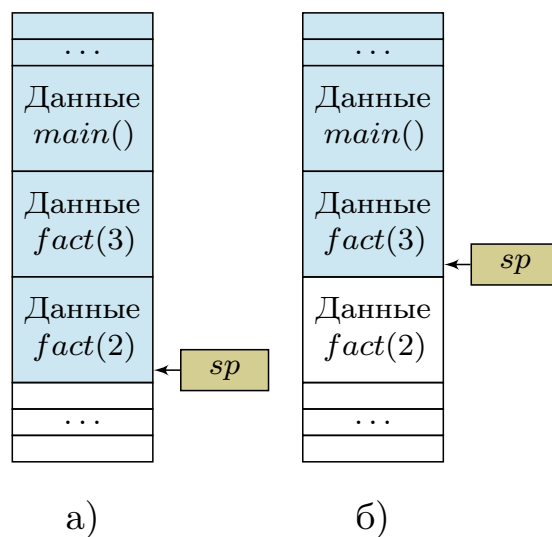 ...
Данные
main()
Данные
fact(3)
Данные
fact(2)
sp
...
а)
...
Данные
main()
Данные
fact(3)
sp
Данные
fact(2)
...
б)